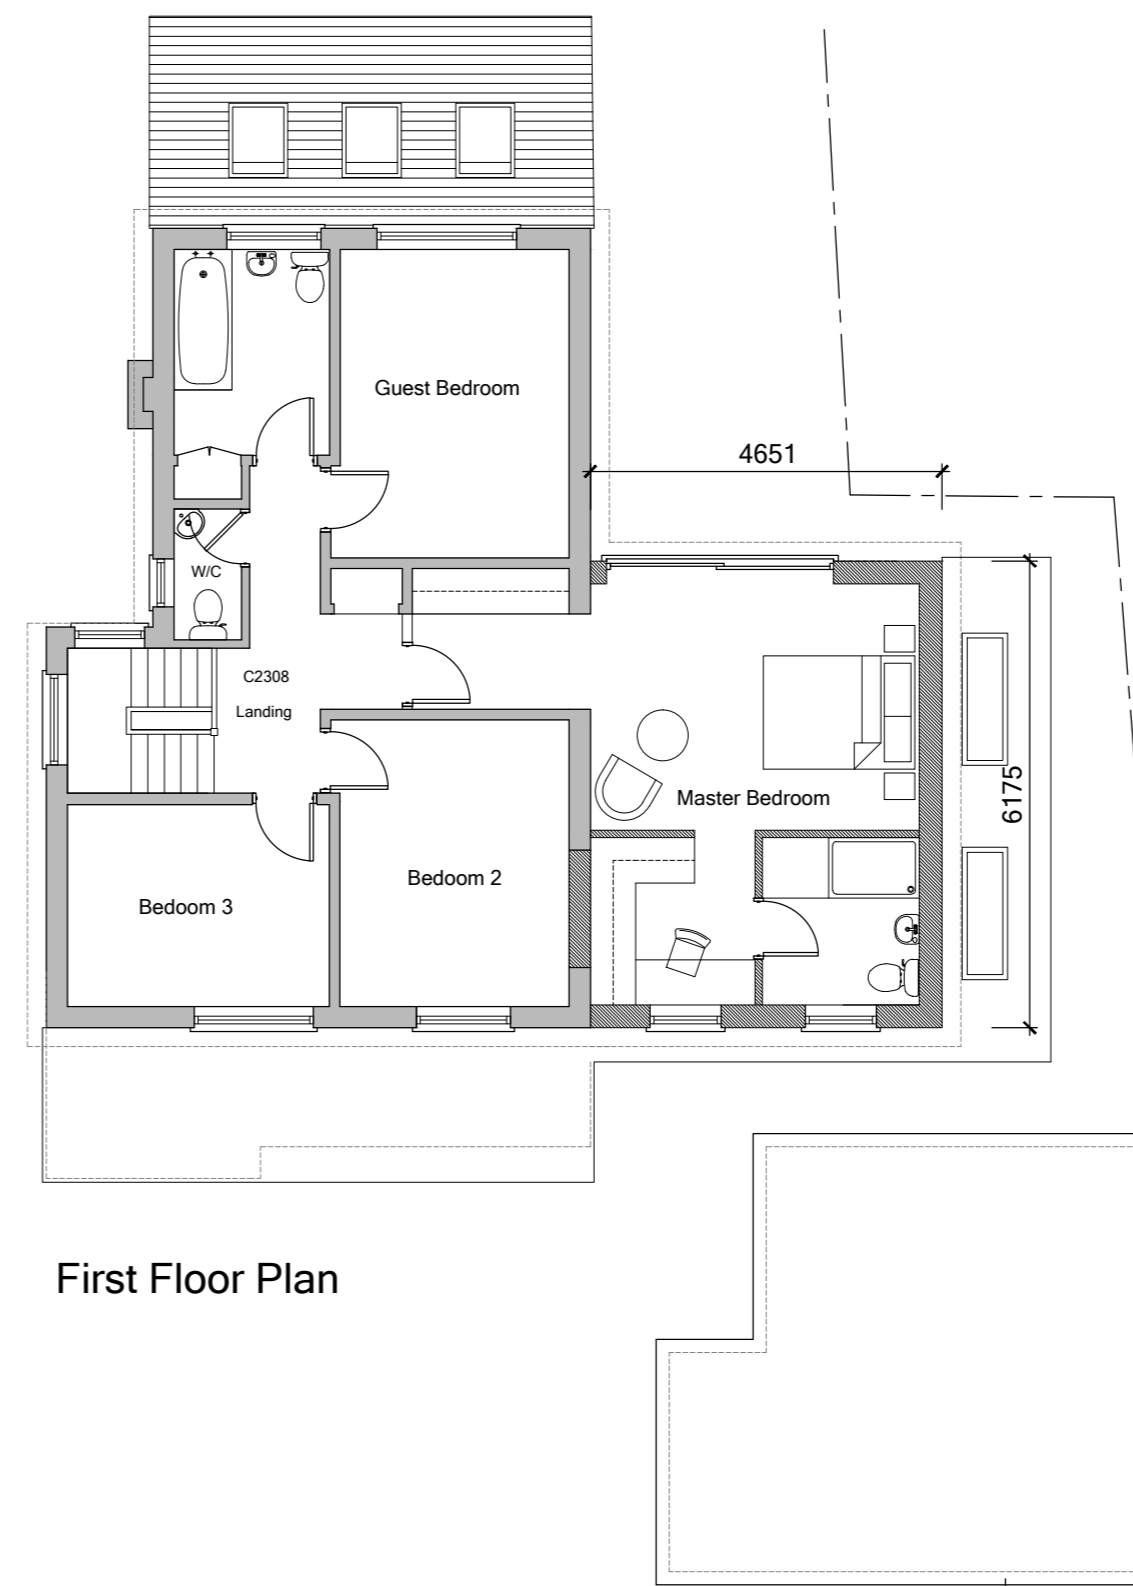 Guest Bedroom
4651
W/C
C2308
Landing
6175
Master Bedroom
Bedoom 2
Bedoom 3
First Floor Plan